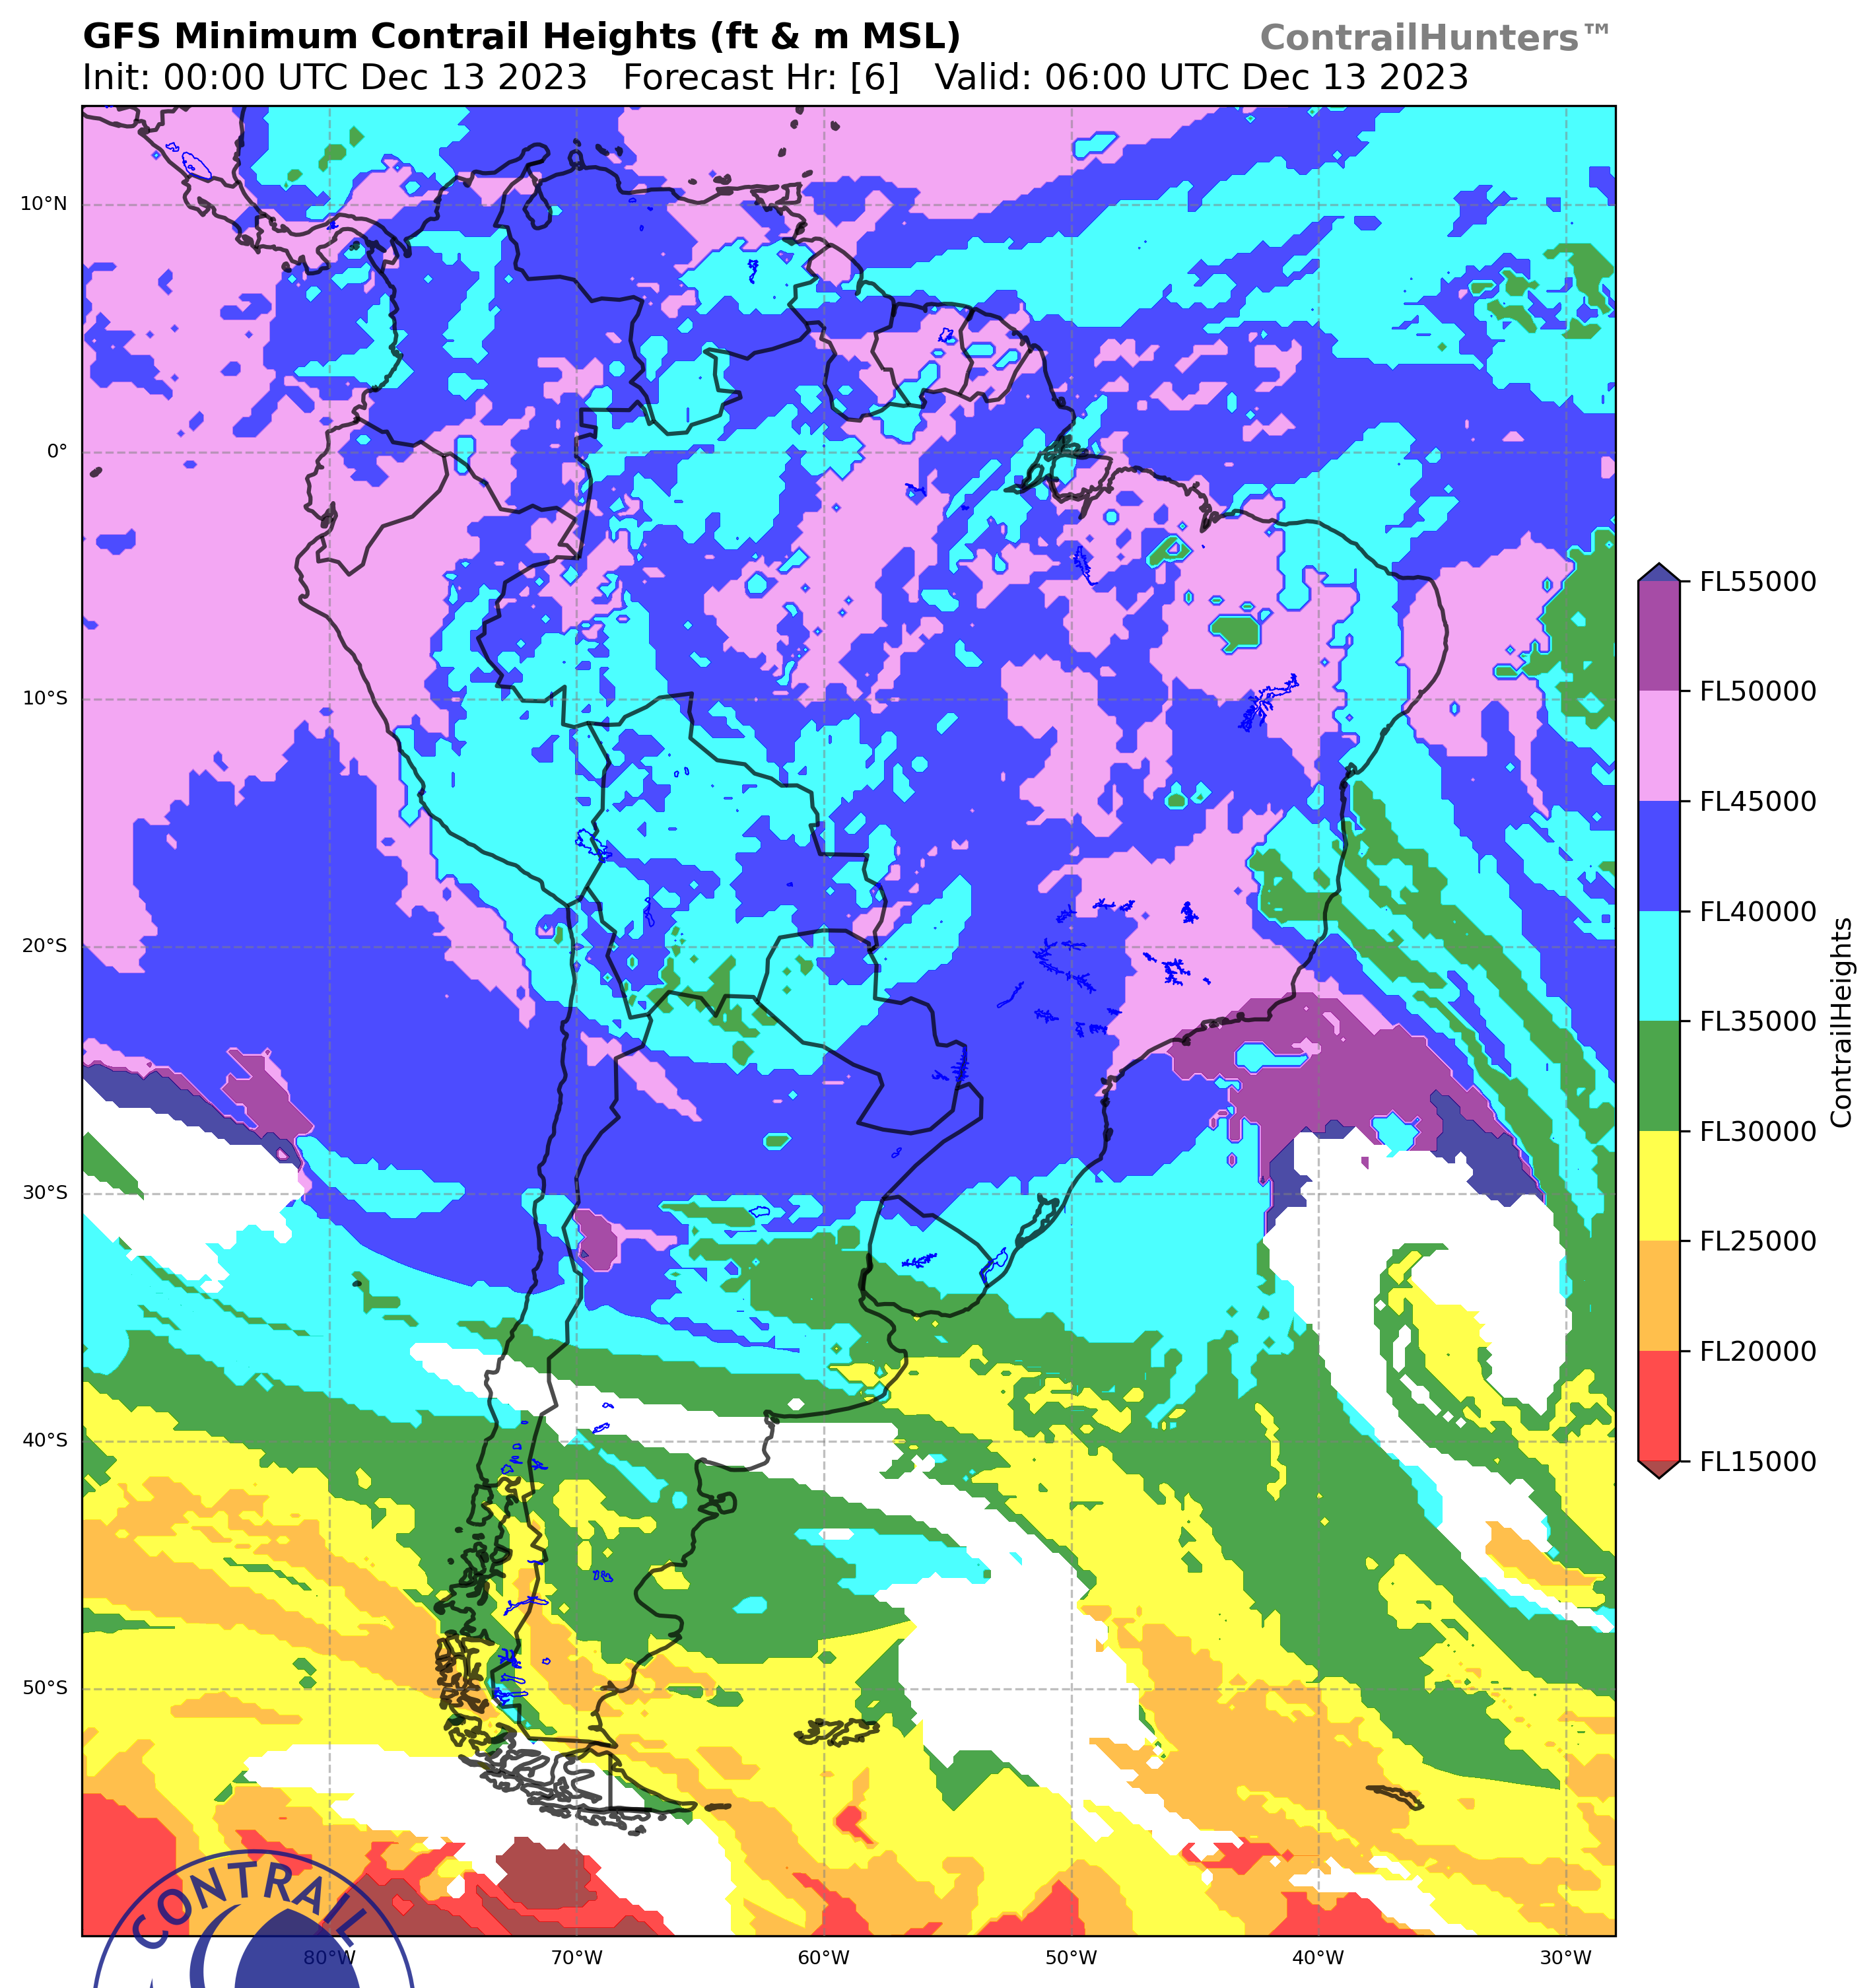 GFS Minimum Contrail Heights (ft & m MSL)
ContrailHunters™
Init: 00:00 UTC Dec 13 2023 Forecast Hr: [6] Valid: 06:00 UTC Dec 13 2023
10°N
0°
10°S
20°S
30°S
40°S
50°S
80°W
70°W
60°W
50°W
40°W
30°W
FL55000
FL50000
FL45000
FL40000
FL35000
FL30000
FL25000
FL20000
FL15000
ContrailHeights
CONTRAIL